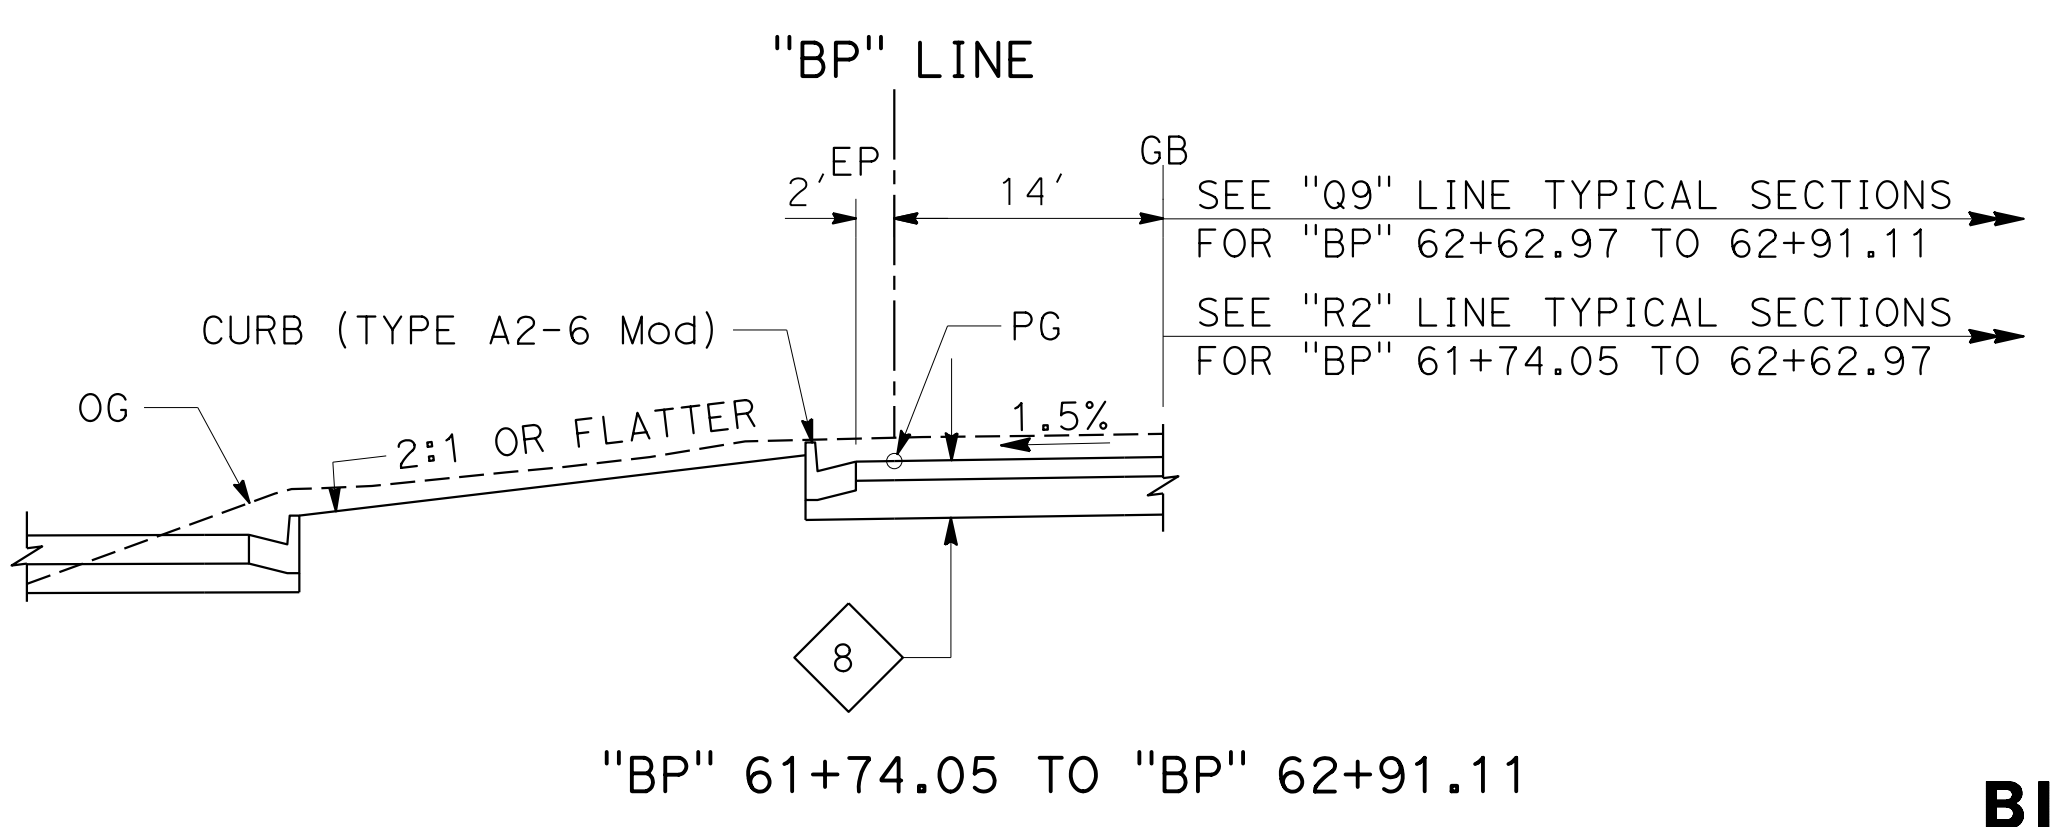 "BP" LINE
EP
GB
2'
14'
SEE "Q9" LINE TYPICAL SECTIONS
FOR "BP" 62+62.97 TO 62+91.11
SEE "R2" LINE TYPICAL SECTIONS
FOR "BP" 61+74.05 TO 62+62.97
CURB (TYPE A2-6 Mod)
PG
OG
2:1 OR FLATTER
1.5%
8
"BP" 61+74.05 TO "BP" 62+91.11
BI